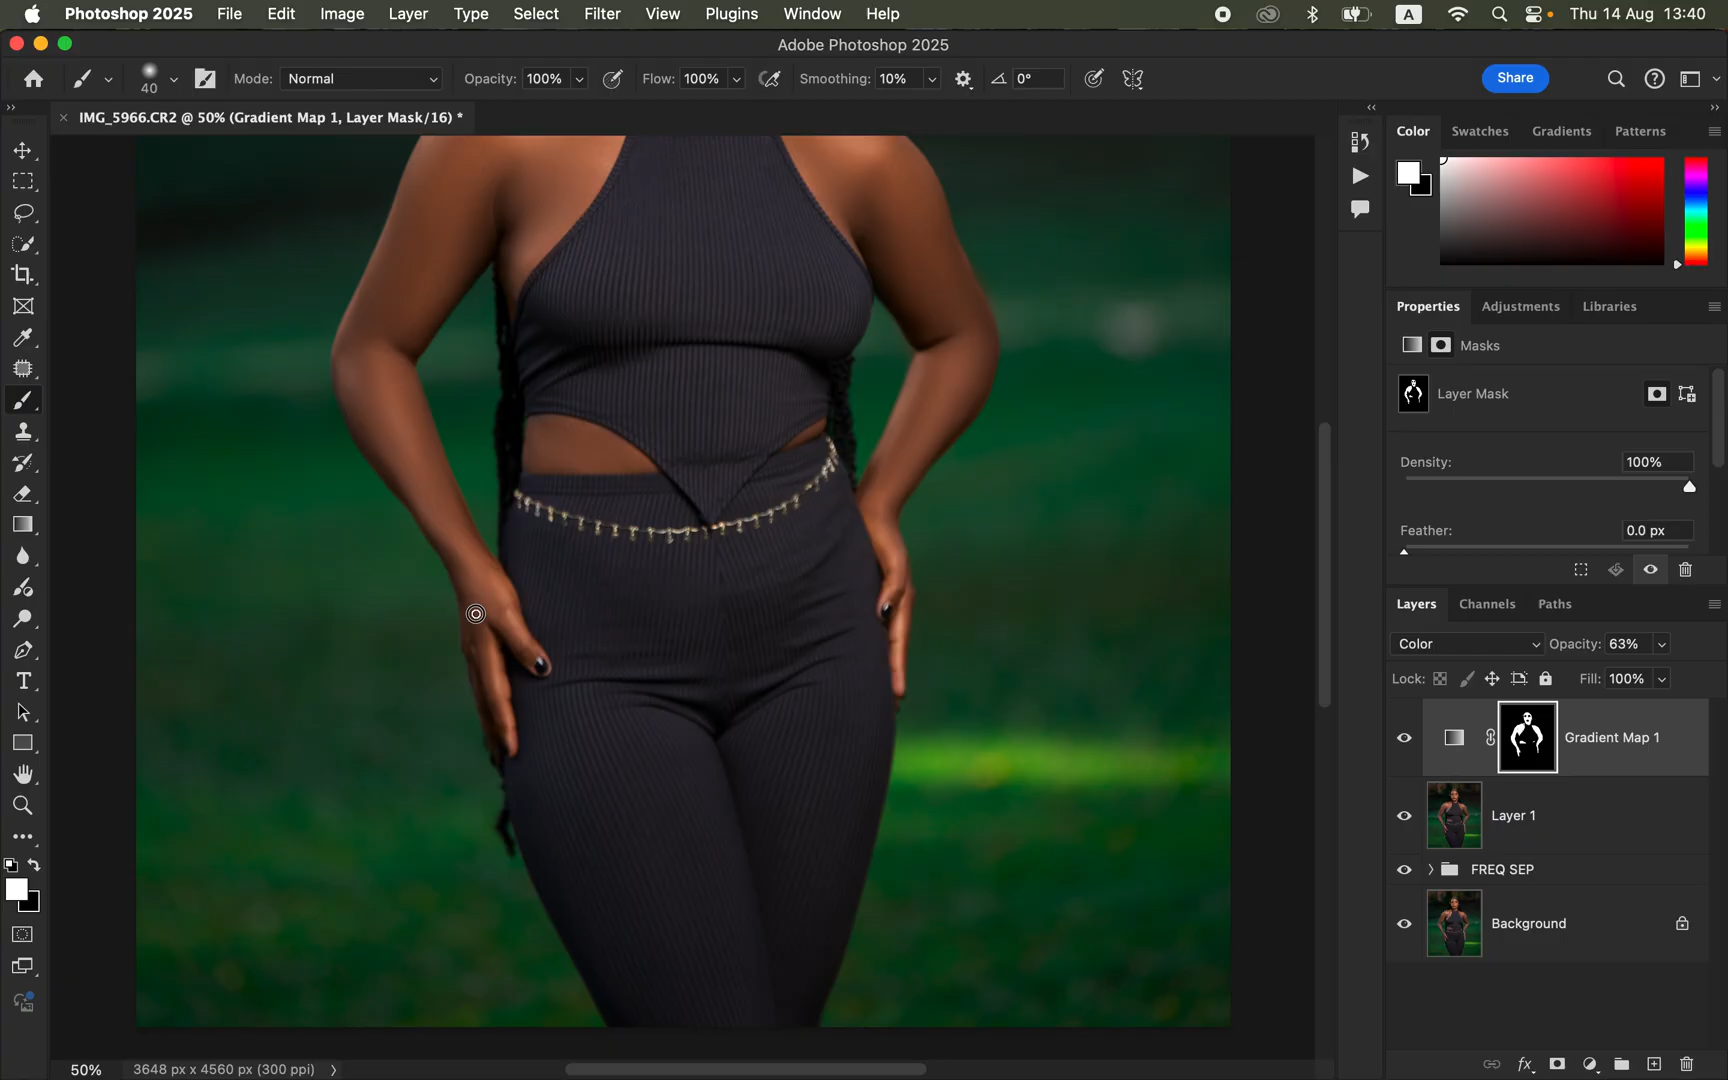 Photoshop 2025 File Edit Image Layer Type Select Filter View Plugins Window Help A Thu 14 Aug 13:40
Adobe Photoshop 2025
40 Mode: Normal Opacity: 100% Flow: 100% Smoothing: 10% 0° Share
IMG_5966.CR2 @ 50% (Gradient Map 1, Layer Mask/16) *
Color Swatches Gradients Patterns
Properties Adjustments Libraries
Masks
Layer Mask
Density: 100%
Feather: 0.0 px
Layers Channels Paths
Color Opacity: 63%
Lock: Fill: 100%
Gradient Map 1
Layer 1
FREQ SEP
Background
50% 3648 px x 4560 px (300 ppi)